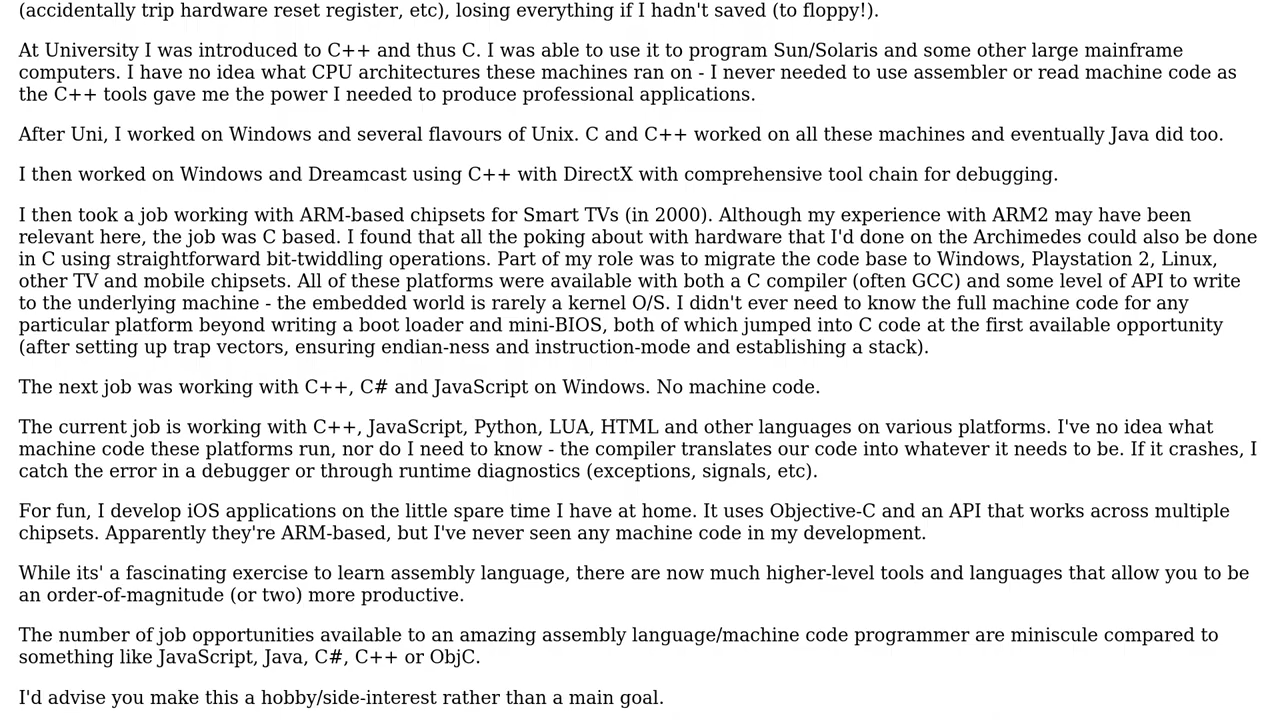 (accidentally trip hardware reset register, etc), losing everything if I hadn't saved (to floppy!).
At University I was introduced to C++ and thus C. I was able to use it to program Sun/Solaris and some other large mainframe
computers. I have no idea what CPU architectures these machines ran on - I never needed to use assembler or read machine code as
the C++ tools gave me the power I needed to produce professional applications.
After Uni, I worked on Windows and several flavours of Unix. C and C++ worked on all these machines and eventually Java did too.
I then worked on Windows and Dreamcast using C++ with DirectX with comprehensive tool chain for debugging.
I then took a job working with ARM-based chipsets for Smart TVs (in 2000). Although my experience with ARM2 may have been
relevant here, the job was C based. I found that all the poking about with hardware that I'd done on the Archimedes could also be done
in C using straightforward bit-twiddling operations. Part of my role was to migrate the code base to Windows, Playstation 2, Linux,
other TV and mobile chipsets. All of these platforms were available with both a C compiler (often GCC) and some level of API to write
to the underlying machine - the embedded world is rarely a kernel O/S. I didn't ever need to know the full machine code for any
particular platform beyond writing a boot loader and mini-BIOS, both of which jumped into C code at the first available opportunity
(after setting up trap vectors, ensuring endian-ness and instruction-mode and establishing a stack).
The next job was working with C++, C# and JavaScript on Windows. No machine code.
The current job is working with C++, JavaScript, Python, LUA, HTML and other languages on various platforms. I've no idea what
machine code these platforms run, nor do I need to know - the compiler translates our code into whatever it needs to be. If it crashes, I
catch the error in a debugger or through runtime diagnostics (exceptions, signals, etc).
For fun, I develop iOS applications on the little spare time I have at home. It uses Objective-C and an API that works across multiple
chipsets. Apparently they're ARM-based, but I've never seen any machine code in my development.
While its' a fascinating exercise to learn assembly language, there are now much higher-level tools and languages that allow you to be
an order-of-magnitude (or two) more productive.
The number of job opportunities available to an amazing assembly language/machine code programmer are miniscule compared to
something like JavaScript, Java, C#, C++ or ObjC.
I'd advise you make this a hobby/side-interest rather than a main goal.